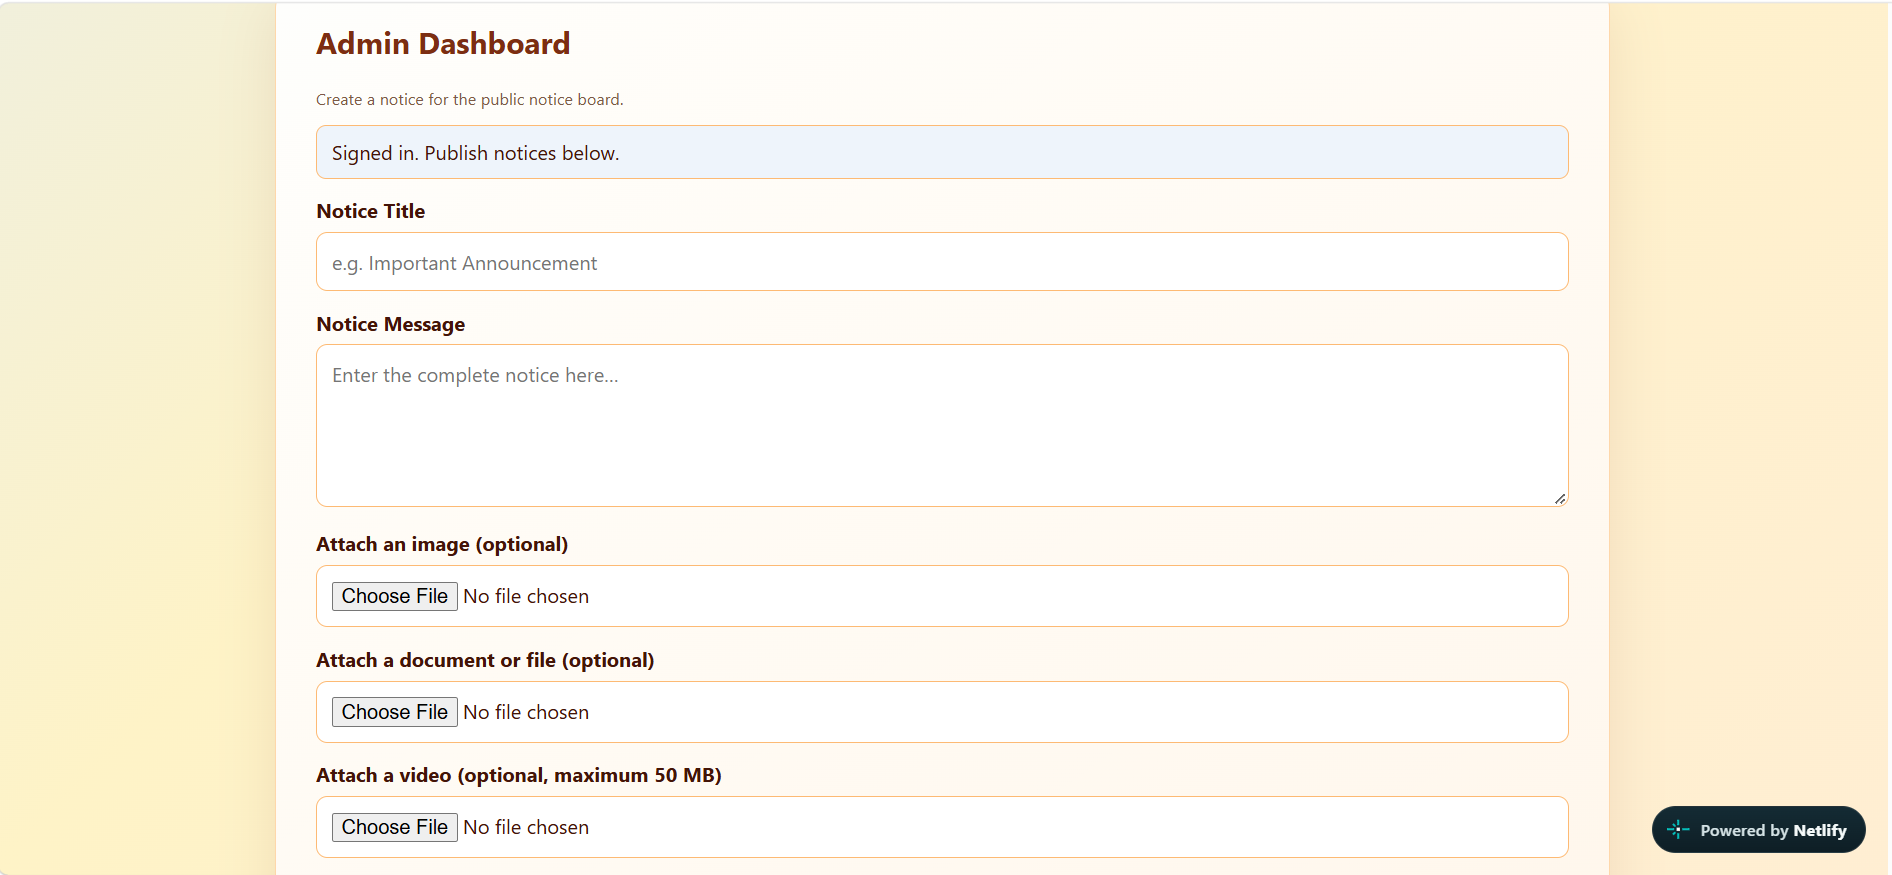 Admin Dashboard
Create a notice for the public notice board.
Signed in. Publish notices below.
Notice Title
e.g. Important Announcement
Notice Message
Enter the complete notice here...
Attach an image (optional)
Choose File No file chosen
Attach a document or file (optional)
Choose File No file chosen
Attach a video (optional, maximum 50 MB)
Choose File No file chosen
Powered by Netlify